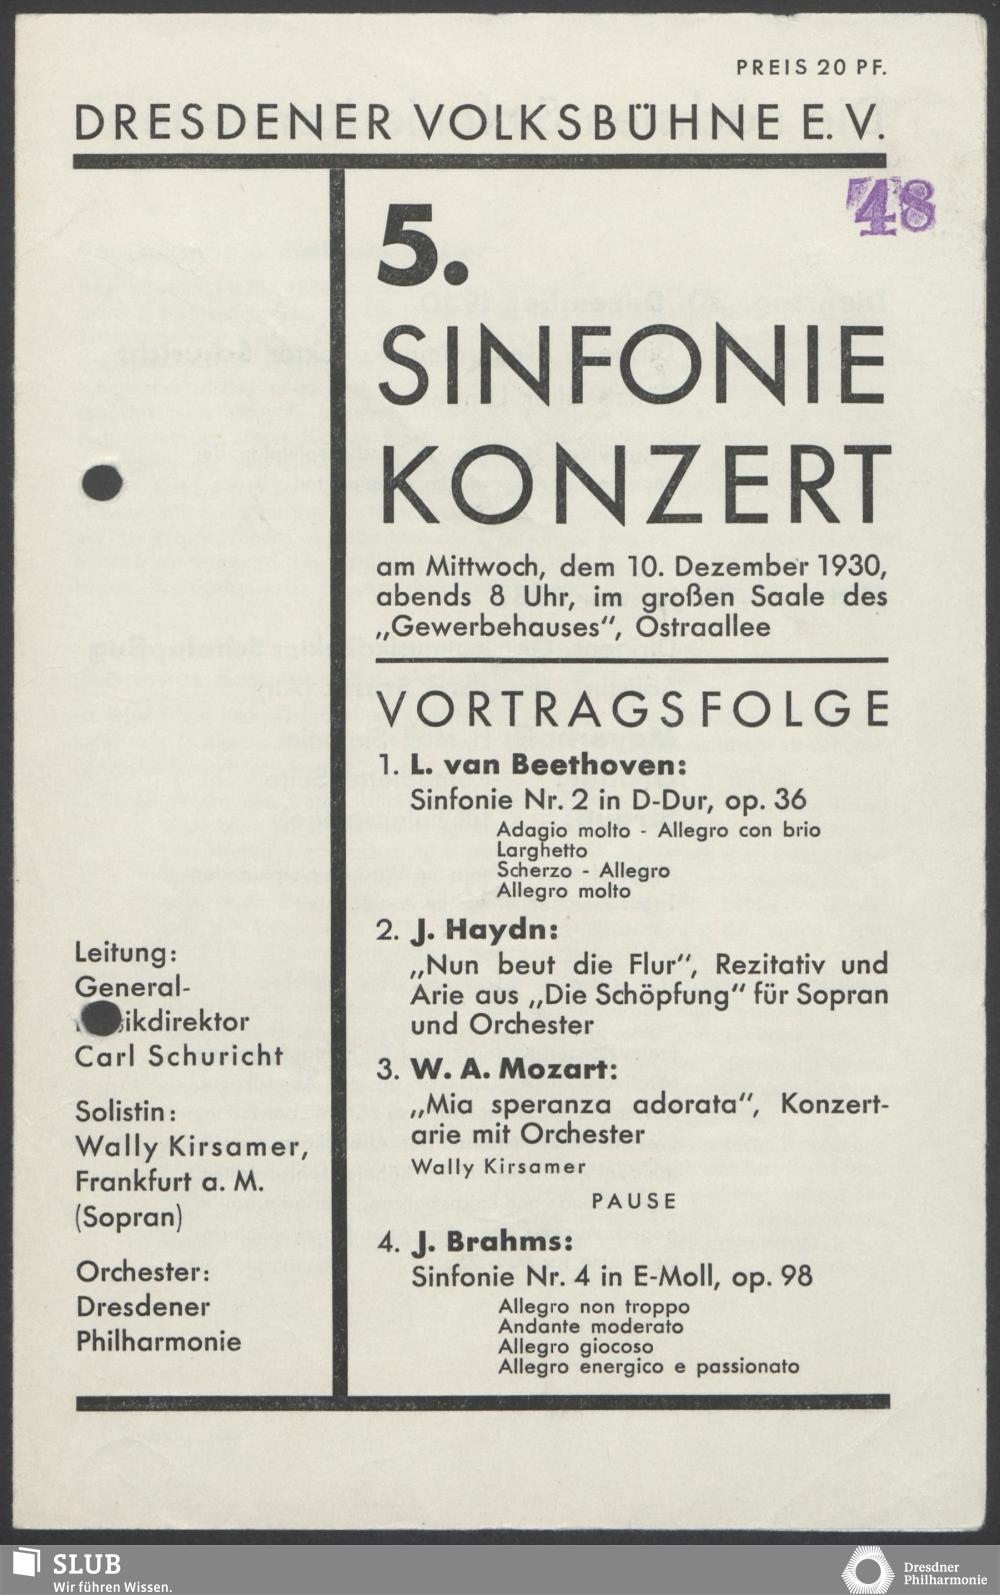 PREIS 20 PF.
DRESDENER VOLKSBÜHNE E. V.
48
5.
SINFONIE
KONZERT
am Mittwoch, dem 10. Dezember 1930,
abends 8 Uhr, im großen Saale des
„Gewerbehauses“, Ostraallee
VORTRAGSFOLGE
1. L. van Beethoven:
Sinfonie Nr. 2 in D-Dur, op. 36
Adagio molto - Allegro con brio
Larghetto
Scherzo - Allegro
Allegro molto
2. J. Haydn:
„Nun beut die Flur“, Rezitativ und
Arie aus „Die Schöpfung“ für Sopran
und Orchester
3. W. A. Mozart:
„Mia speranza adorata“, Konzert-
arie mit Orchester
Wally Kirsamer
PAUSE
4. J. Brahms:
Sinfonie Nr. 4 in E-Moll, op. 98
Allegro non troppo
Andante moderato
Allegro giocoso
Allegro energico e passionato
Leitung:
General-
ikdirektor
Carl Schuricht
Solistin:
Wally Kirsamer,
Frankfurt a. M.
(Sopran)
Orchester:
Dresdener
Philharmonie
SLUB
Wir führen Wissen.
Dresdner
Philharmonie